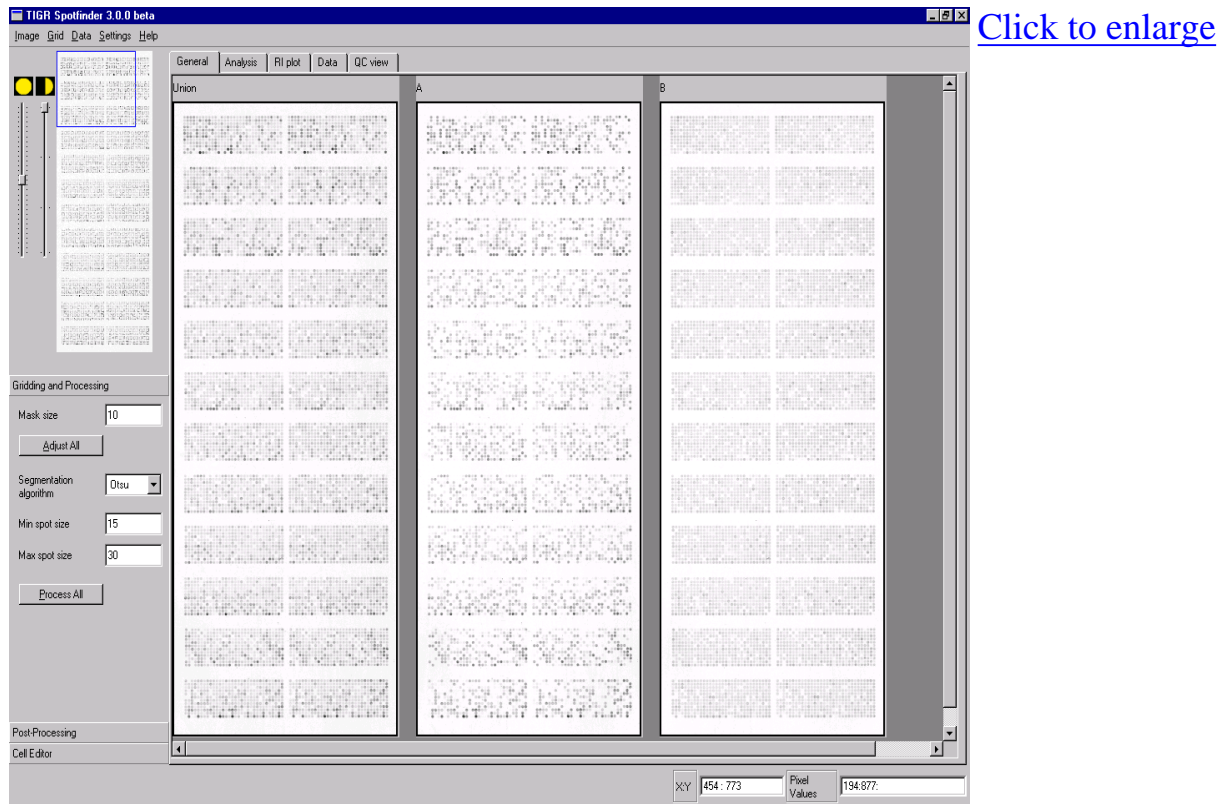 TIGR Spotfinder 3.0.0 beta
Click to enlarge
Image Grid Data Settings Help
General Analysis RI plot Data QC view
Union A B
Gridding and Processing
Mask size 10
Adjust All
Segmentation
algorithm Otsu
Min spot size 15
Max spot size 30
Process All
Post-Processing
Cell Editor
X:Y 454 : 773 Pixel
Values 194:877: